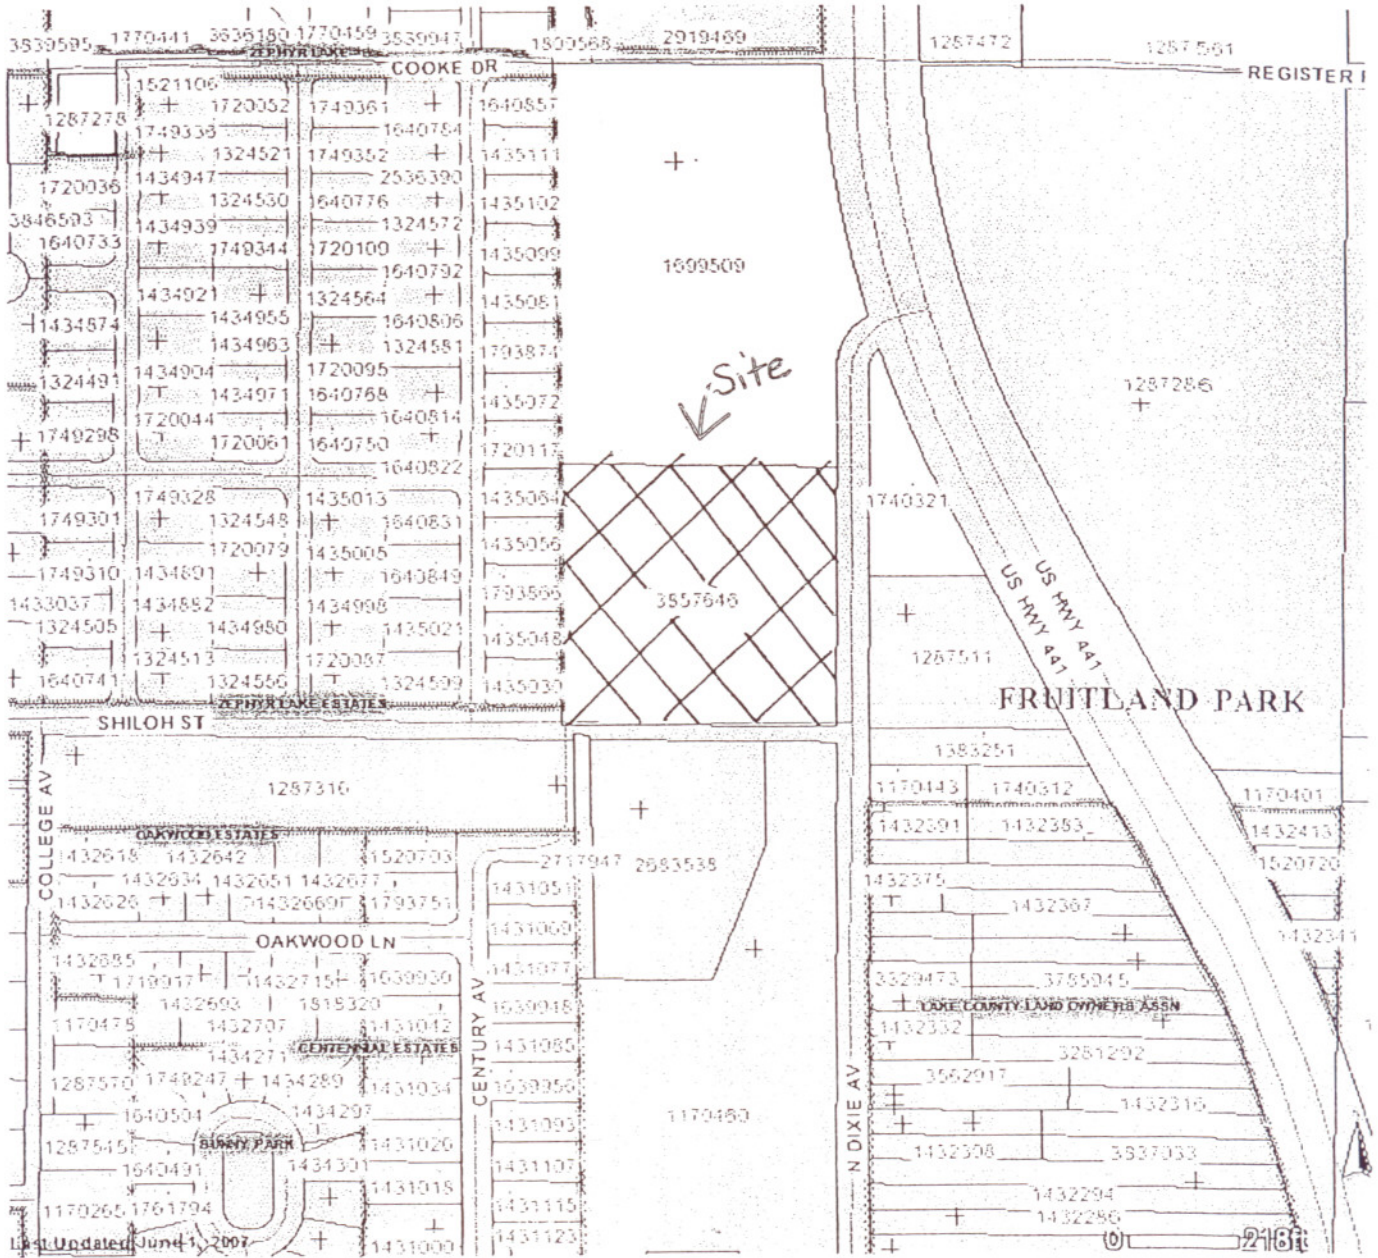 3839595 1770441 3636180 1770459 3839947 1800568 2919469 1287472 1287561
ZEPHYR LAKE
COOKE DR
REGISTER
1521106
1287278
1720052 1749361 1640857
1749336 1640784
1324521 1749352 1435111
1434947 2536390
1720036
1324530 1640776 1435102
3846593 1434939 1324572
1640733 1749344 1720109 1435099
1640792 1699509
1434921 1324564 1435081
1434874 1434955 1640806
1434963 1324581 1793874
1434904 1720095
Site
1324491 1434971 1640768 1435072 1287286
1720044 1640814
1749298 1720061 1640750 1720117
1640822
1749328 1435013 1435064 1740321
1749301 1324548 1640831
1720079 1435005 1435056
1749310 1434891 1640849
1793866
1433037 1434882 1434998 3857646
1324505 1434980 1435021 1435048
1324513 1720087 1287511
1640741 1324556 1324599 1435030
US HWY 441
US HWY 441
ZEPHYR LAKE ESTATES
FRUITLAND PARK
SHILOH ST
1383251
1287316 1170443 1740312 1170401
COLLEGE AV
OAKWOOD ESTATES
1432391 1432383 1432413
1432618 1432642 1520703 2717947 2683538 1520720
1432634 1432651 1432677 1431051 1432375
1432626 1432669 1793751 1432367
OAKWOOD LN
1431069 1432341
1432685 1431077
1719917 1432715 1639930 3329473 3785945
1432693 1818320 1639948
LAKE COUNTY LAND OWNERS ASSN
1170475 1432707 1431042 1432332
CENTURY AV
CENTENNIAL ESTATES
1431085 3281292
1434271
1287570 1749247 1434289 1431034 1639956 3562917
1640504 1434297 1170460 1432316
N DIXIE AV
1431093
1287545 SUNNY PARK 1431026 1432308 3837033
1640491 1434301 1431107
1431018 1432294
1170265 1761794 1431115 1432286
Last Updated June 1, 2007 1431000 1431123 0 218ft